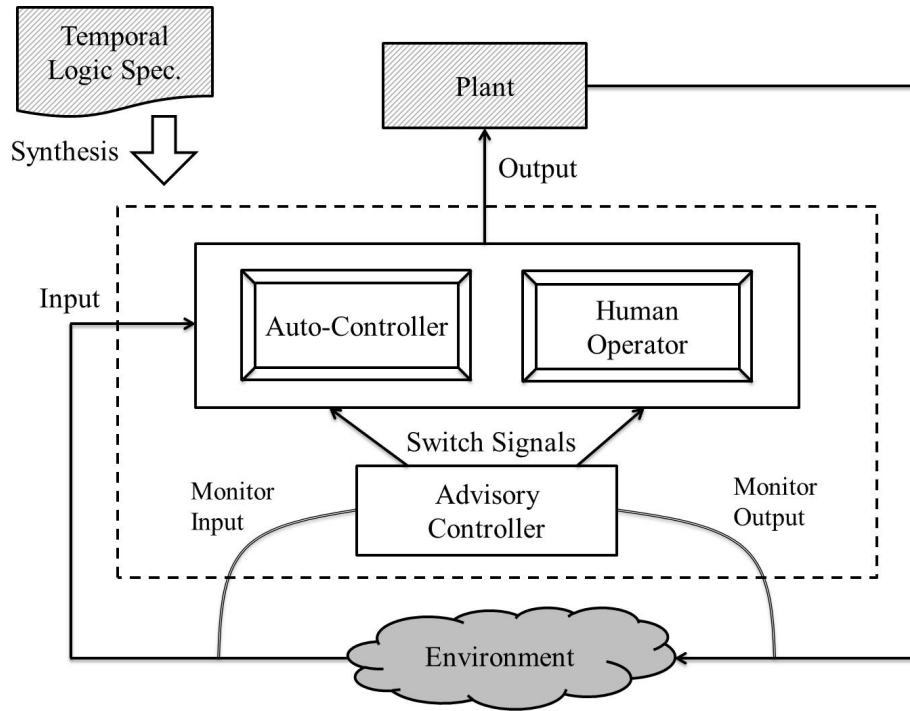 Temporal
Logic Spec.
Plant
Synthesis
Output
Input
Auto-Controller
Human
Operator
Switch Signals
Monitor
Input
Advisory
Controller
Monitor
Output
Environment